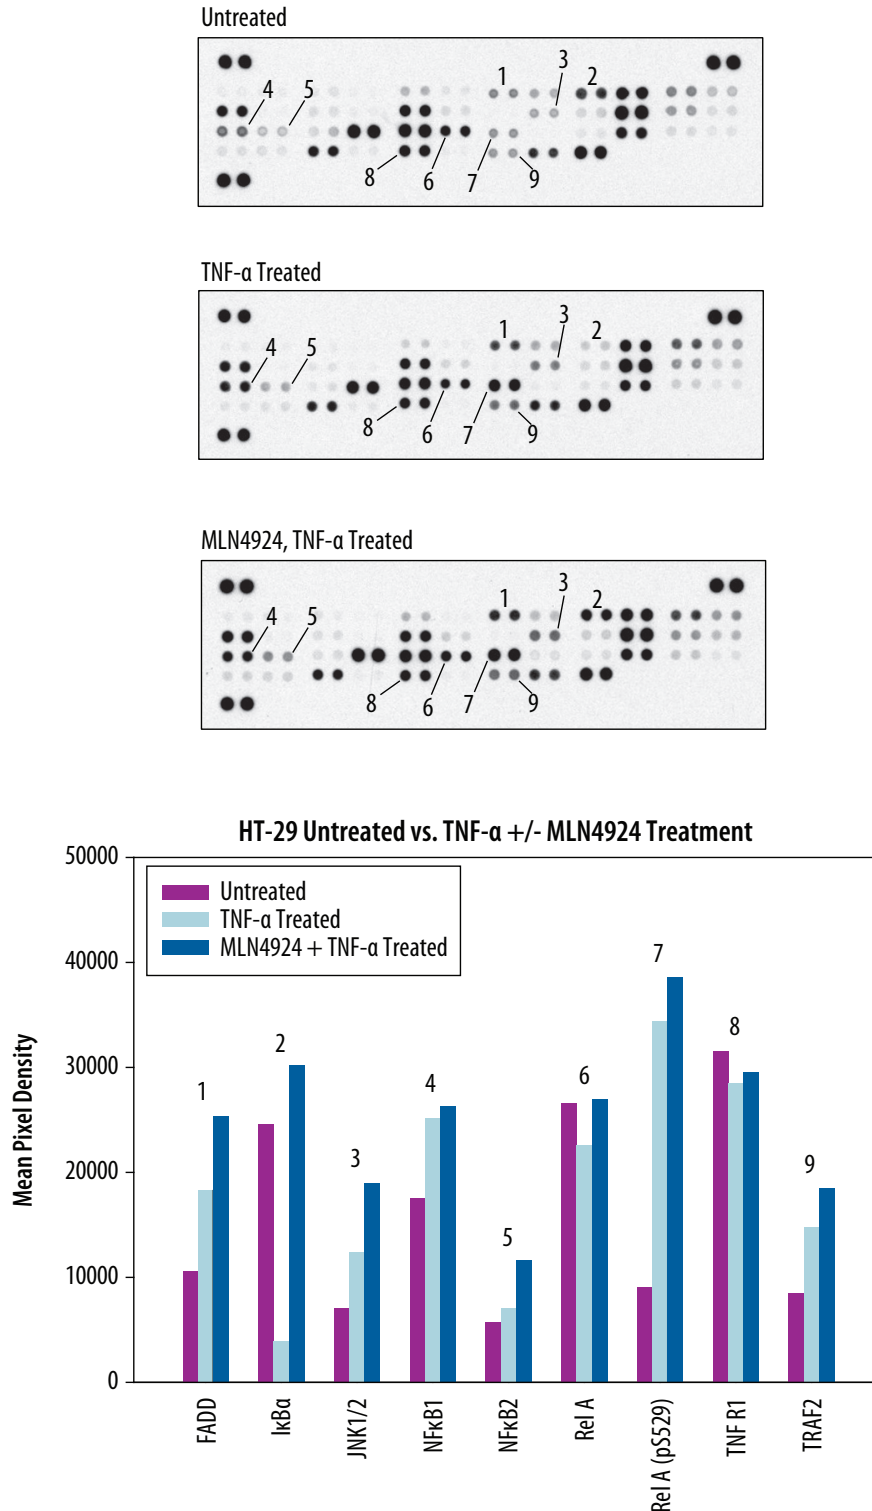 Untreated
1
3
2
4
5
8
6
7
9
TNF-α Treated
1
3
2
4
5
8
6
7
9
MLN4924, TNF-α Treated
1
3
2
4
5
8
6
7
9
HT-29 Untreated vs. TNF-α +/- MLN4924 Treatment
50000
40000
30000
20000
10000
0
Mean Pixel Density
Untreated
TNF-α Treated
MLN4924 + TNF-α Treated
1
2
3
4
5
6
7
8
9
FADD
IκBα
JNK1/2
NFκB1
NFκB2
Rel A
Rel A (pS529)
TNF R1
TRAF2